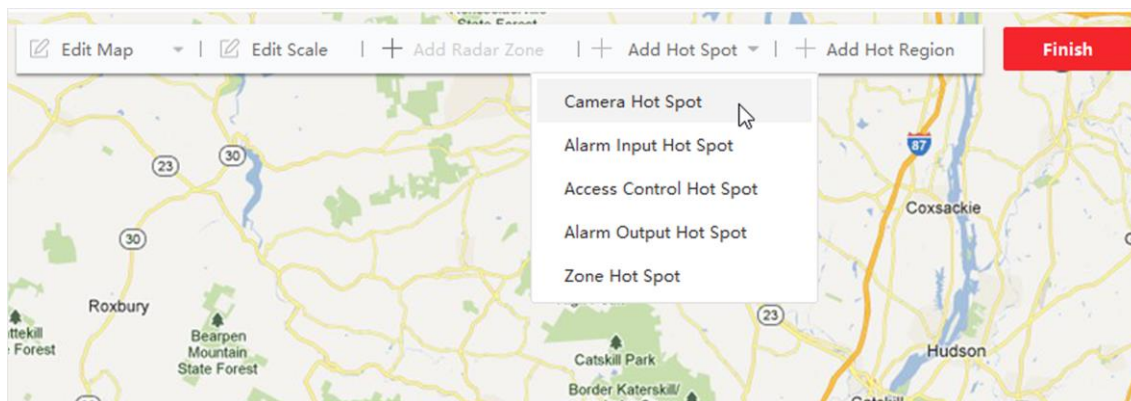 State Forest
Edit Map
Edit Scale
Add Radar Zone
Add Hot Spot
Add Hot Region
Finish
Camera Hot Spot
Alarm Input Hot Spot
Access Control Hot Spot
Alarm Output Hot Spot
Zone Hot Spot
30
23
87
Coxsackie
30
Roxbury
23
ttekill
Forest
Bearpen
Mountain
State Forest
Catskill Park
Hudson
Border Katerskill/
Catskill